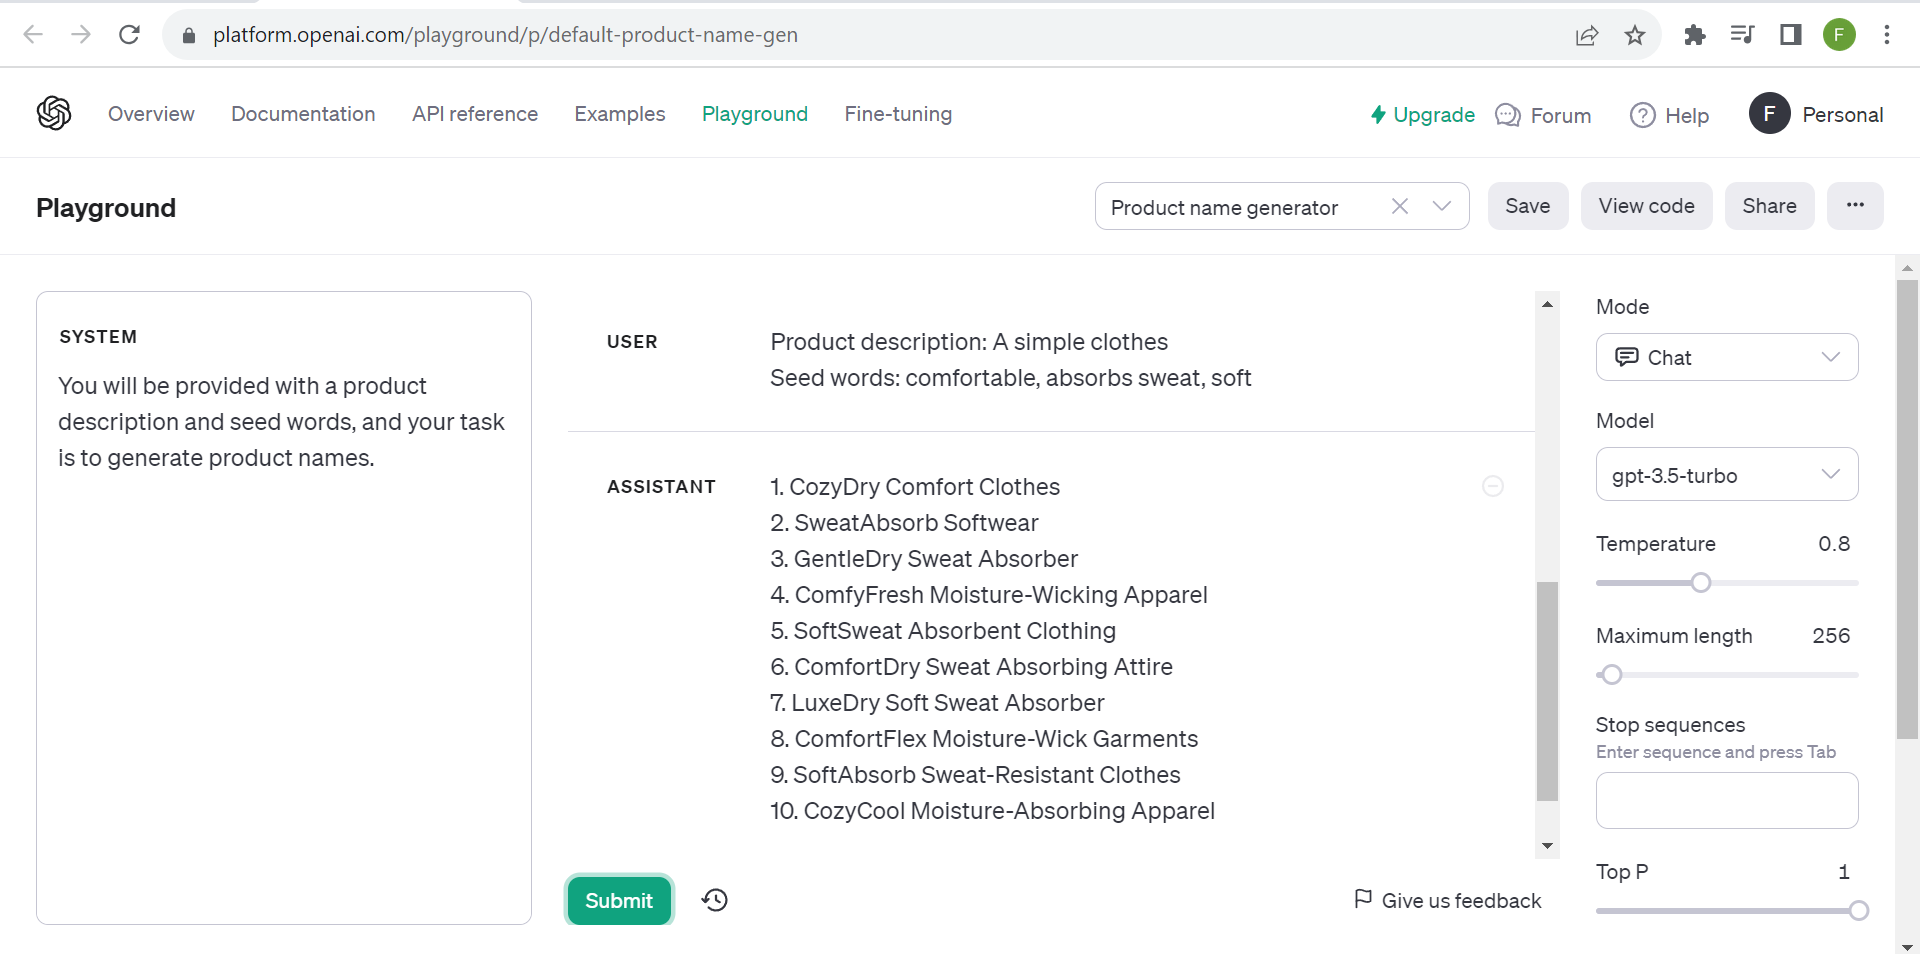 platform.openai.com/playground/p/default-product-name-gen
F
Overview
Documentation
API reference
Examples
Playground
Fine-tuning
Upgrade
Forum
Help
F
Personal
Playground
Product name generator
Save
View code
Share
SYSTEM
You will be provided with a product
description and seed words, and your task
is to generate product names.
USER
Product description: A simple clothes
Seed words: comfortable, absorbs sweat, soft
ASSISTANT
1. CozyDry Comfort Clothes
2. SweatAbsorb Softwear
3. GentleDry Sweat Absorber
4. ComfyFresh Moisture-Wicking Apparel
5. SoftSweat Absorbent Clothing
6. ComfortDry Sweat Absorbing Attire
7. LuxeDry Soft Sweat Absorber
8. ComfortFlex Moisture-Wick Garments
9. SoftAbsorb Sweat-Resistant Clothes
10. CozyCool Moisture-Absorbing Apparel
Submit
Give us feedback
Mode
Chat
Model
gpt-3.5-turbo
Temperature 0.8
Maximum length 256
Stop sequences
Enter sequence and press Tab
Top P 1